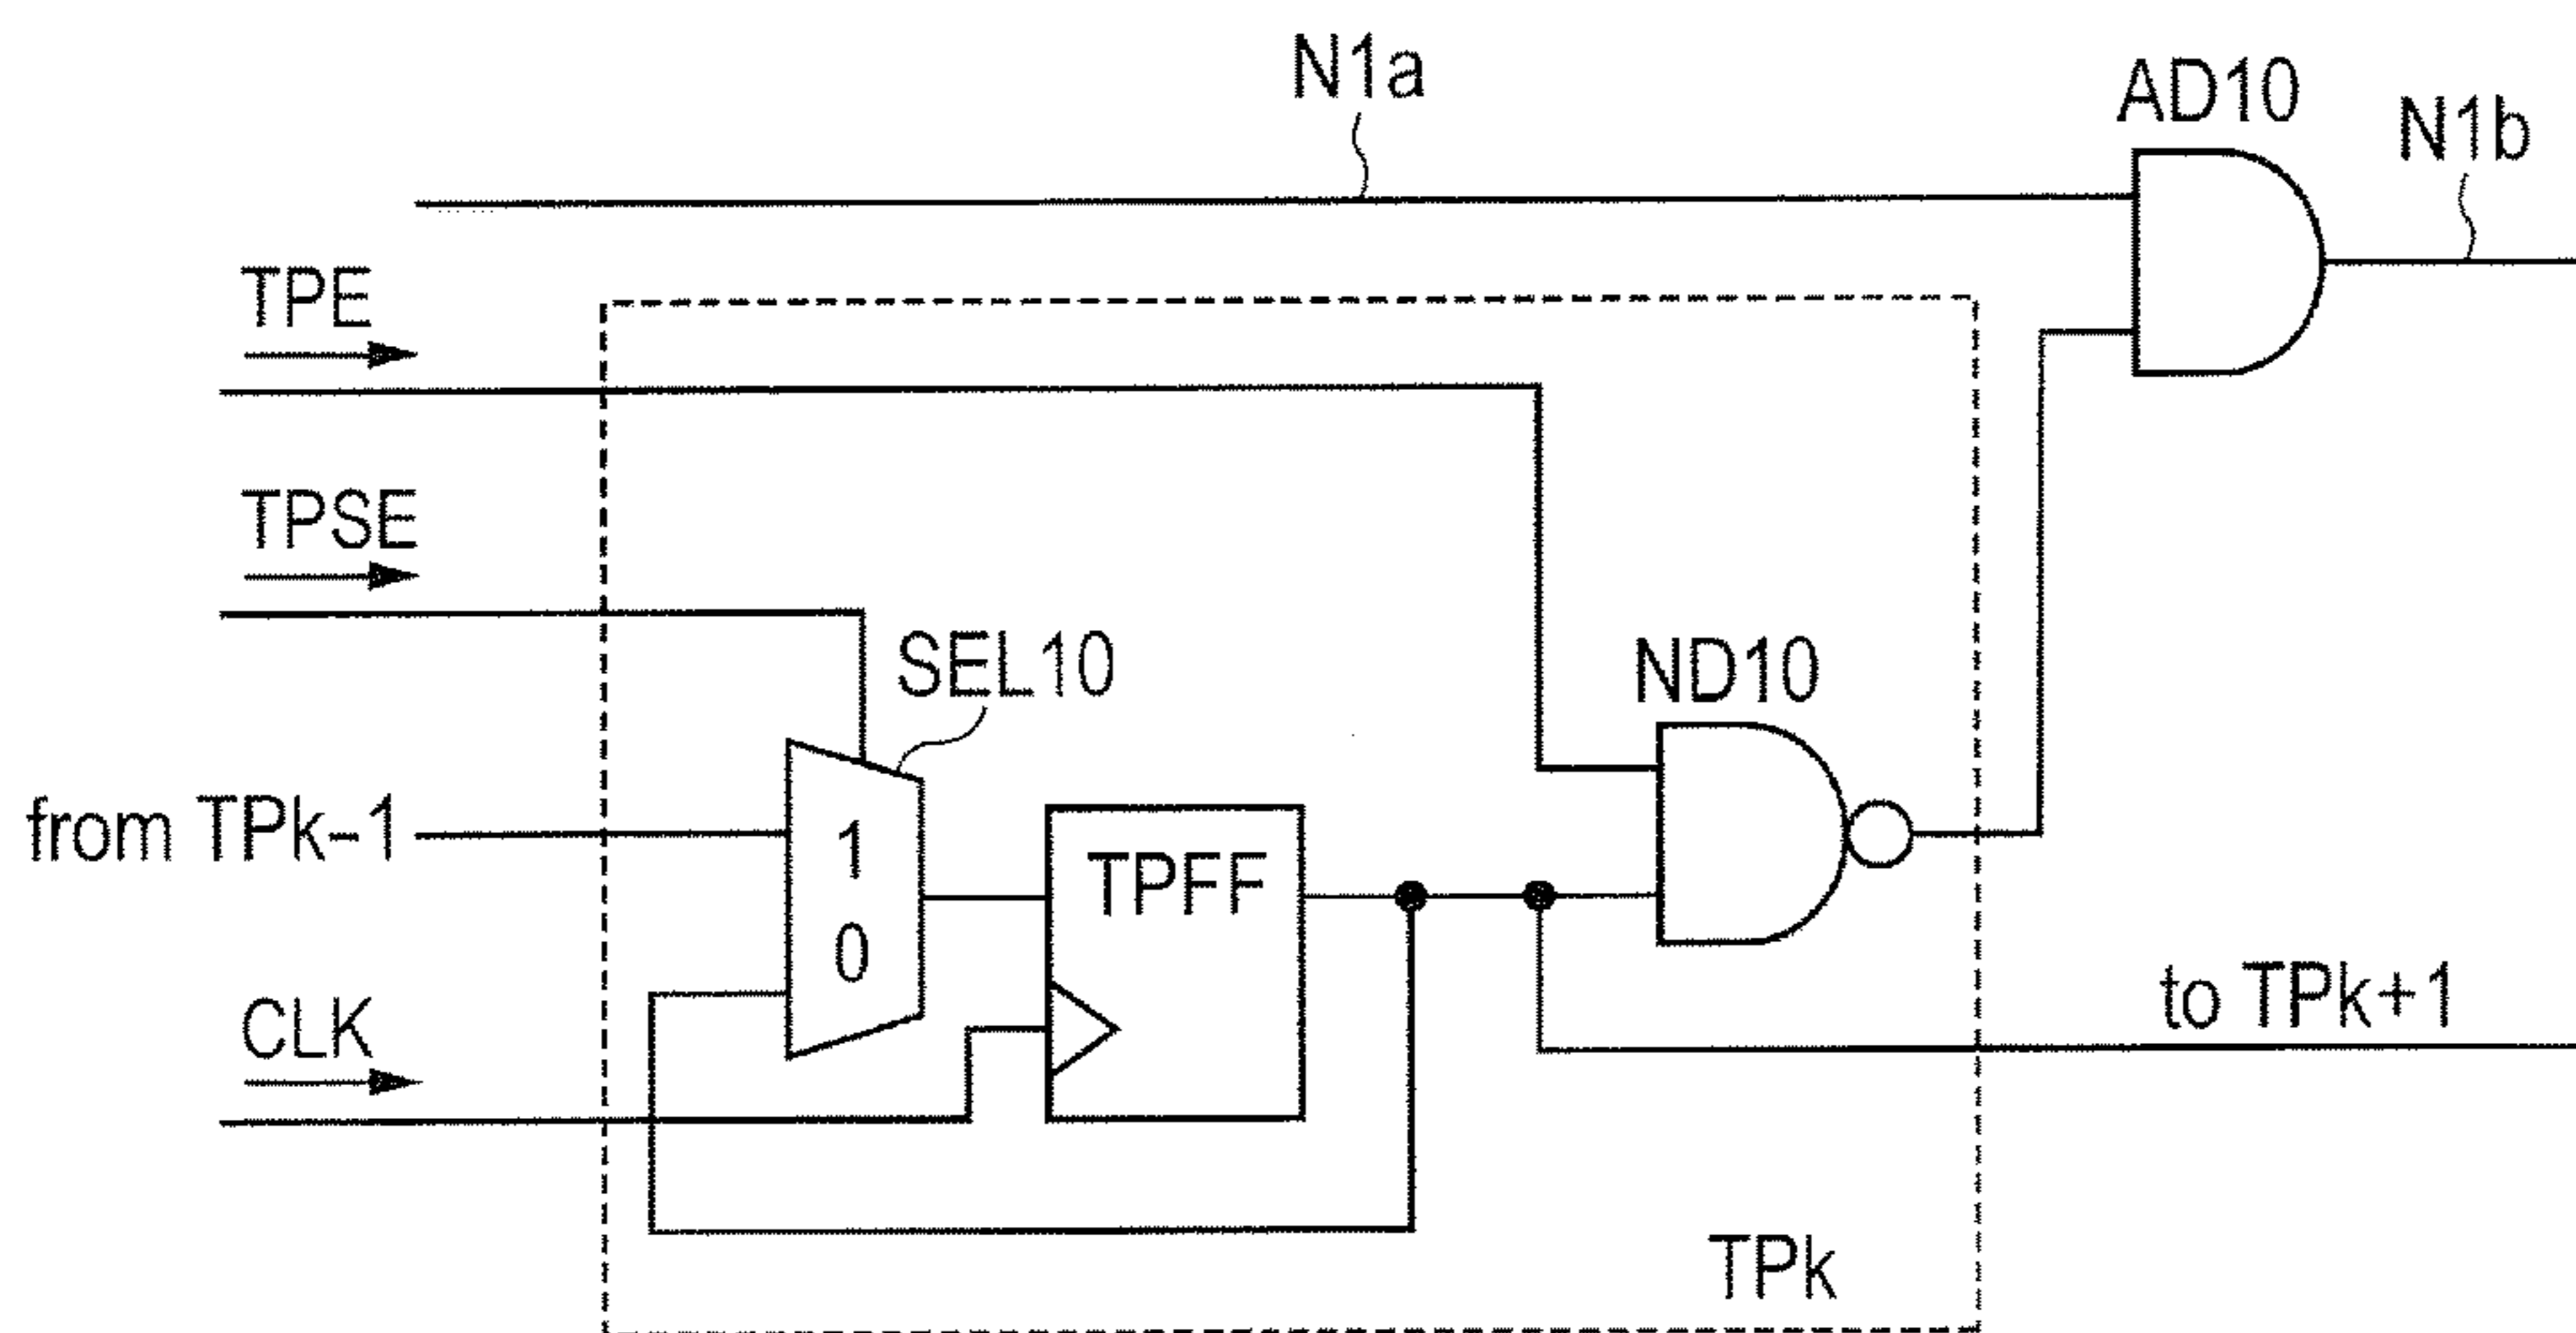 N1a
AD10
N1b
TPE
TPSE
SEL10
ND10
from TPk-1
1
0
TPFF
CLK
to TPk+1
TPk